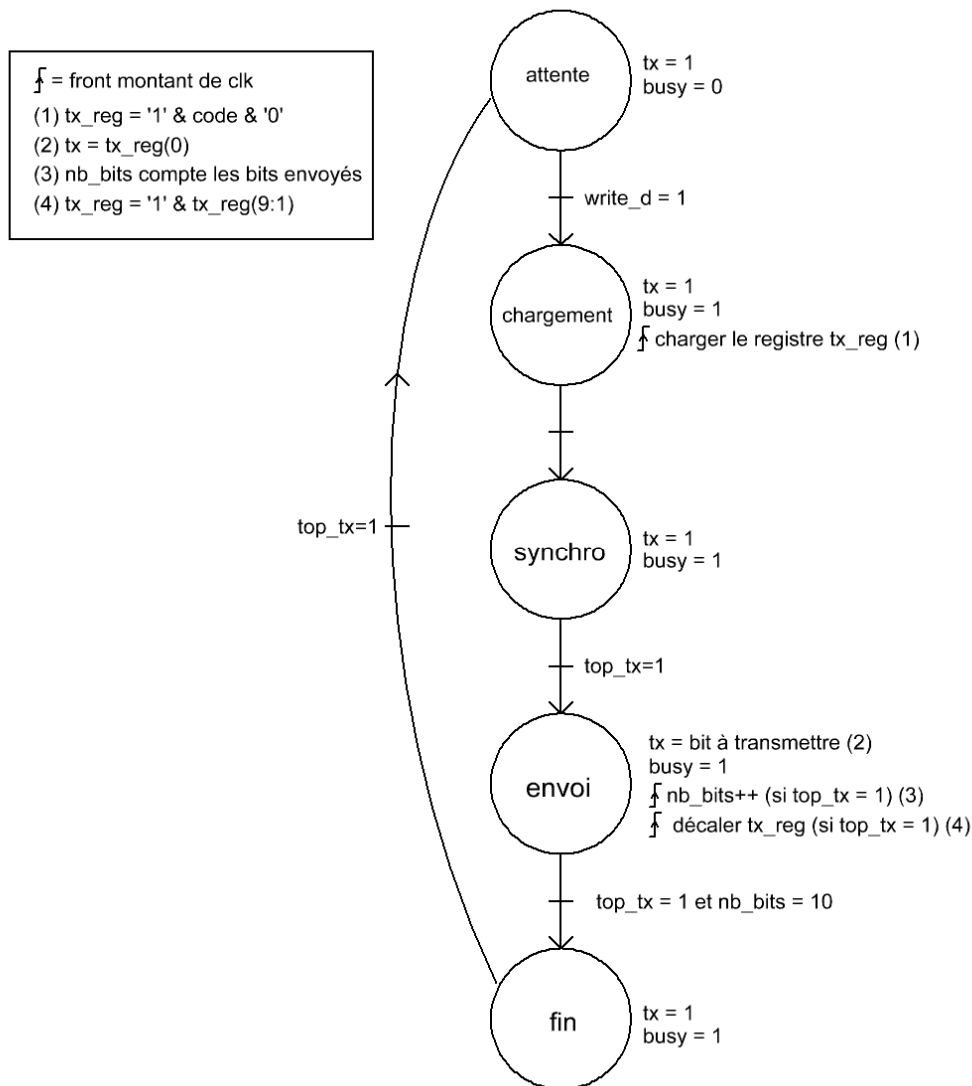 = front montant de clk
(1) tx_reg = '1' & code & '0'
(2) tx = tx_reg(0)
(3) nb_bits compte les bits envoyés
(4) tx_reg = '1' & tx_reg(9:1)
attente
tx = 1
busy = 0
write_d = 1
chargement
tx = 1
busy = 1
charger le registre tx_reg (1)
top_tx=1
synchro
tx = 1
busy = 1
top_tx=1
envoi
tx = bit à transmettre (2)
busy = 1
nb_bits++ (si top_tx = 1) (3)
décaler tx_reg (si top_tx = 1) (4)
top_tx = 1 et nb_bits = 10
fin
tx = 1
busy = 1